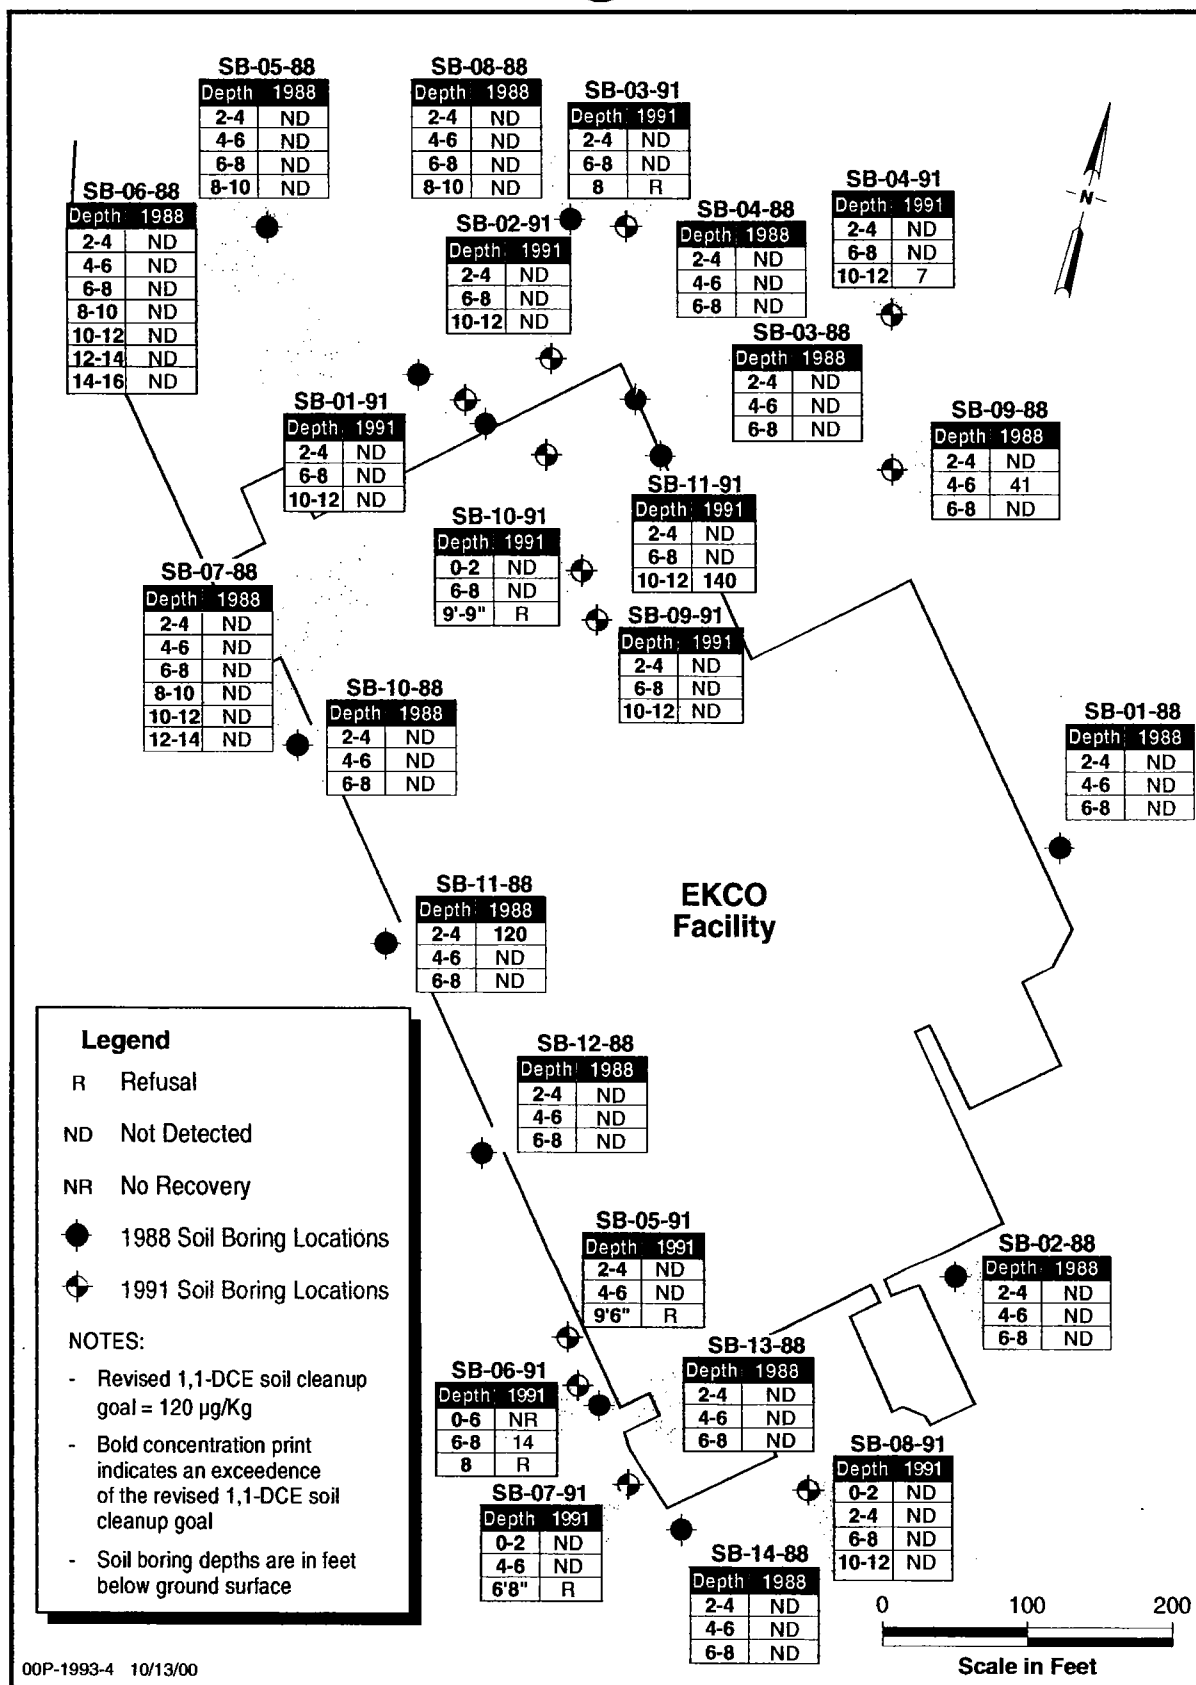 SB-05-88
Depth 1988
2-4 ND
4-6 ND
6-8 ND
8-10 ND
SB-08-88
Depth 1988
2-4 ND
4-6 ND
6-8 ND
8-10 ND
SB-03-91
Depth 1991
2-4 ND
6-8 ND
8 R
SB-06-88
Depth 1988
2-4 ND
4-6 ND
6-8 ND
8-10 ND
10-12 ND
12-14 ND
14-16 ND
SB-02-91
Depth 1991
2-4 ND
6-8 ND
10-12 ND
SB-04-88
Depth 1988
2-4 ND
4-6 ND
6-8 ND
SB-04-91
Depth 1991
2-4 ND
6-8 ND
10-12 7
N
SB-03-88
Depth 1988
2-4 ND
4-6 ND
6-8 ND
SB-01-91
Depth 1991
2-4 ND
6-8 ND
10-12 ND
SB-09-88
Depth 1988
2-4 ND
4-6 41
6-8 ND
SB-10-91
Depth 1991
0-2 ND
6-8 ND
9'-9" R
SB-11-91
Depth 1991
2-4 ND
6-8 ND
10-12 140
SB-07-88
Depth 1988
2-4 ND
4-6 ND
6-8 ND
8-10 ND
10-12 ND
12-14 ND
SB-09-91
Depth 1991
2-4 ND
6-8 ND
10-12 ND
SB-10-88
Depth 1988
2-4 ND
4-6 ND
6-8 ND
SB-01-88
Depth 1988
2-4 ND
4-6 ND
6-8 ND
EKCO
Facility
SB-11-88
Depth 1988
2-4 120
4-6 ND
6-8 ND
SB-12-88
Depth 1988
2-4 ND
4-6 ND
6-8 ND
SB-05-91
Depth 1991
2-4 ND
4-6 ND
9'6" R
SB-02-88
Depth 1988
2-4 ND
4-6 ND
6-8 ND
SB-13-88
Depth 1988
2-4 ND
4-6 ND
6-8 ND
SB-06-91
Depth 1991
0-6 NR
6-8 14
8 R
SB-08-91
Depth 1991
0-2 ND
2-4 ND
6-8 ND
10-12 ND
SB-07-91
Depth 1991
0-2 ND
4-6 ND
6'8" R
SB-14-88
Depth 1988
2-4 ND
4-6 ND
6-8 ND
Legend
R Refusal
ND Not Detected
NR No Recovery
1988 Soil Boring Locations
1991 Soil Boring Locations
NOTES:
- Revised 1,1-DCE soil cleanup
goal = 120 µg/Kg
- Bold concentration print
indicates an exceedence
of the revised 1,1-DCE soil
cleanup goal
- Soil boring depths are in feet
below ground surface
0 100 200
Scale in Feet
00P-1993-4 10/13/00